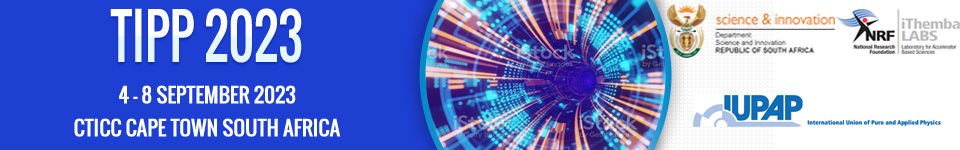 TIPP 2023
4 - 8 SEPTEMBER 2023
CTICC CAPE TOWN SOUTH AFRICA
iStock
iStock
science & innovation
Department:
Science and Innovation
REPUBLIC OF SOUTH AFRICA
NRF
National Research
Foundation
iThemba
LABS
Laboratory for Accelerator
Based Sciences
IUPAP
International Union of Pure and Applied Physics